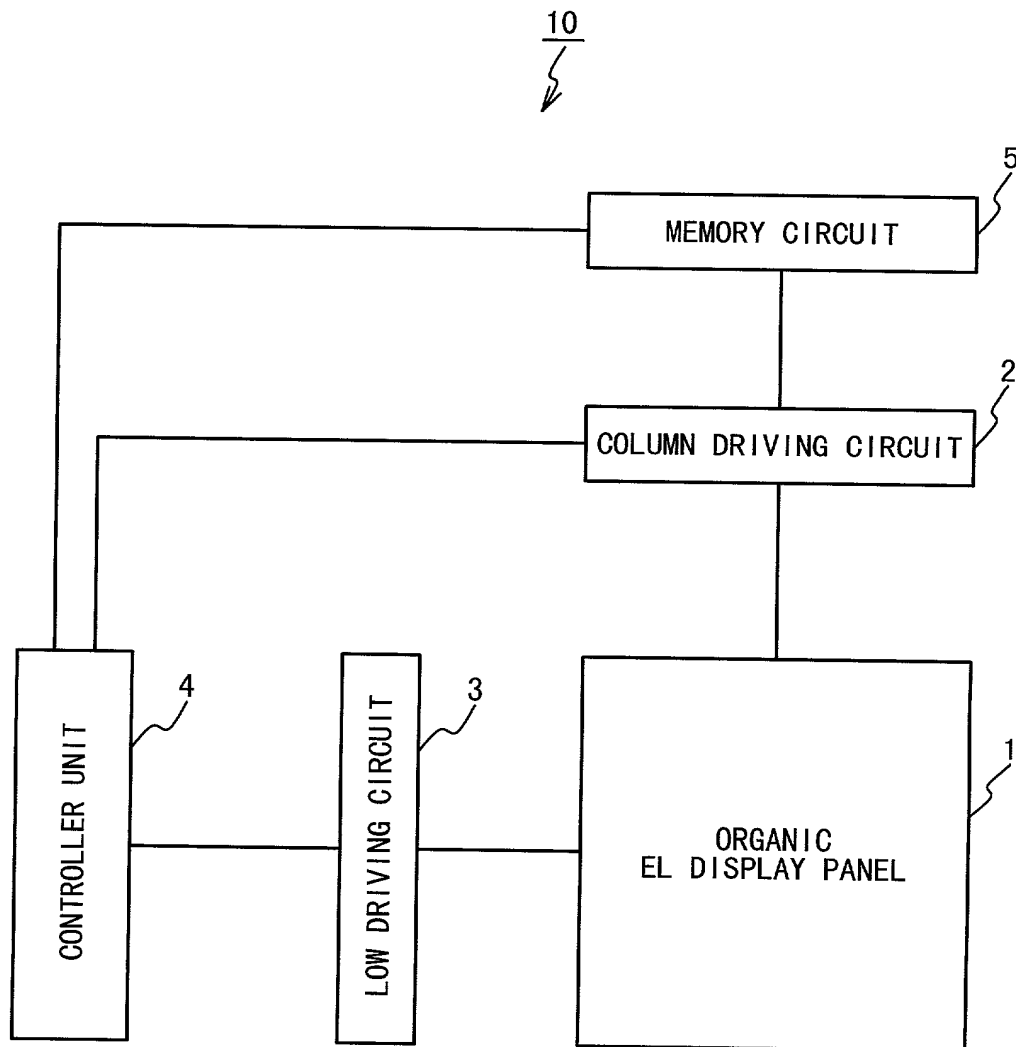 10
5
MEMORY CIRCUIT
2
COLUMN DRIVING CIRCUIT
4
CONTROLLER UNIT
3
LOW DRIVING CIRCUIT
1
ORGANIC
EL DISPLAY PANEL